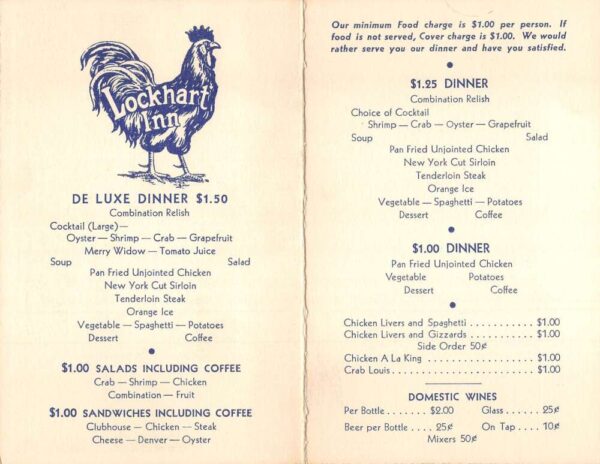 Lockhart
Inn
DE LUXE DINNER $1.50
Combination Relish
Cocktail (Large)—
Oyster — Shrimp — Crab — Grapefruit
Merry Widow — Tomato Juice
Soup Salad
Pan Fried Unjointed Chicken
New York Cut Sirloin
Tenderloin Steak
Orange Ice
Vegetable — Spaghetti — Potatoes
Dessert Coffee
$1.00 SALADS INCLUDING COFFEE
Crab — Shrimp — Chicken
Combination — Fruit
$1.00 SANDWICHES INCLUDING COFFEE
Clubhouse — Chicken — Steak
Cheese — Denver — Oyster
Our minimum Food charge is $1.00 per person. If
food is not served, Cover charge is $1.00. We would
rather serve you our dinner and have you satisfied.
$1.25 DINNER
Combination Relish
Choice of Cocktail
Shrimp — Crab — Oyster — Grapefruit
Soup Salad
Pan Fried Unjointed Chicken
New York Cut Sirloin
Tenderloin Steak
Orange Ice
Vegetable — Spaghetti — Potatoes
Dessert Coffee
$1.00 DINNER
Pan Fried Unjointed Chicken
Vegetable Potatoes
Dessert Coffee
Chicken Livers and Spaghetti . . . . . . . . . . $1.00
Chicken Livers and Gizzards . . . . . . . . . . $1.00
Side Order 50¢
Chicken A La King . . . . . . . . . . . . . . . . . $1.00
Crab Louis . . . . . . . . . . . . . . . . . . . . . . . $1.00
DOMESTIC WINES
Per Bottle . . . . . . . $2.00 Glass . . . . . . 25¢
Beer per Bottle . . . . 25¢ On Tap . . . . 10¢
Mixers 50¢